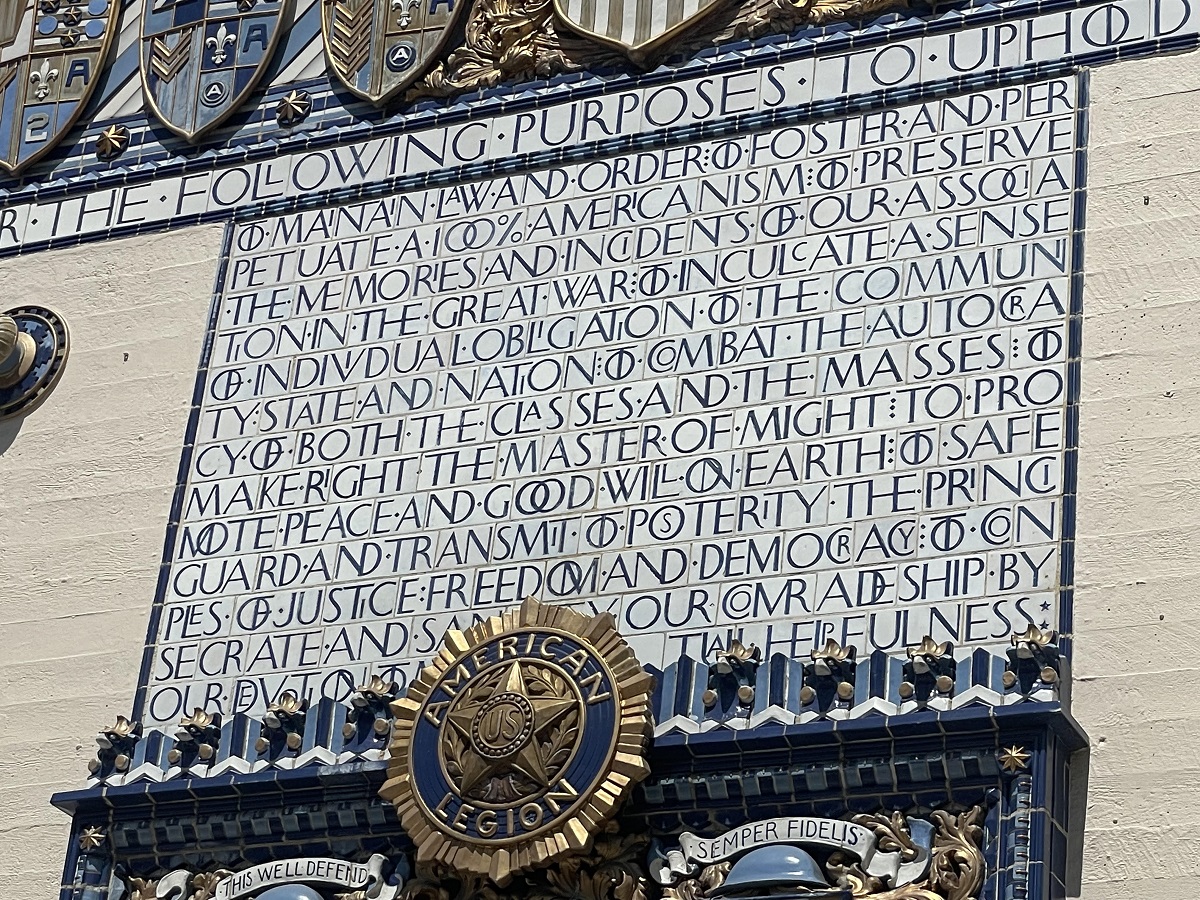 R·THE·FOLLOWING·PURPOSES·TO·UPHOLD
TO·MAINTAIN·LAW·AND·ORDER⁝TO·FOSTER·AND·PER
PETUATE·A·100%·AMERICANISM⁝TO·PRESERVE
·THE·MEMORIES·AND·INCIDENTS·OF·OUR·ASSOCIA
TION·IN·THE·GREAT·WAR⁝TO·INCULCATE·A·SENSE
OF·INDIVDUAL·OBLIGATION·TO·THE·COMMUNI
TY·STATE·AND·NATION⁝TO·COMBAT·THE·AUTOCRA
CY·OF·BOTH·THE·CLASSES·AND·THE·MASSES⁝TO
MAKE·RIGHT·THE·MASTER·OF·MIGHT⁝TO·PRO
MOTE·PEACE·AND·GOOD·WILL·ON·EARTH⁝TO·SAFE
GUARD·AND·TRANSMIT·TO·POSTERITY·THE·PRINCI
PLES·OF·JUSTICE·FREEDOM·AND·DEMOCRACY⁝TO·CON
SECRATE·AND·SA OUR·COMRADESHIP·BY
OUR·DEVOTION·TO HELPFULNESS
AMERICAN
US
LEGION
·THIS WE'LL DEFEND
·SEMPER FIDELIS·
A
A
A
A
2